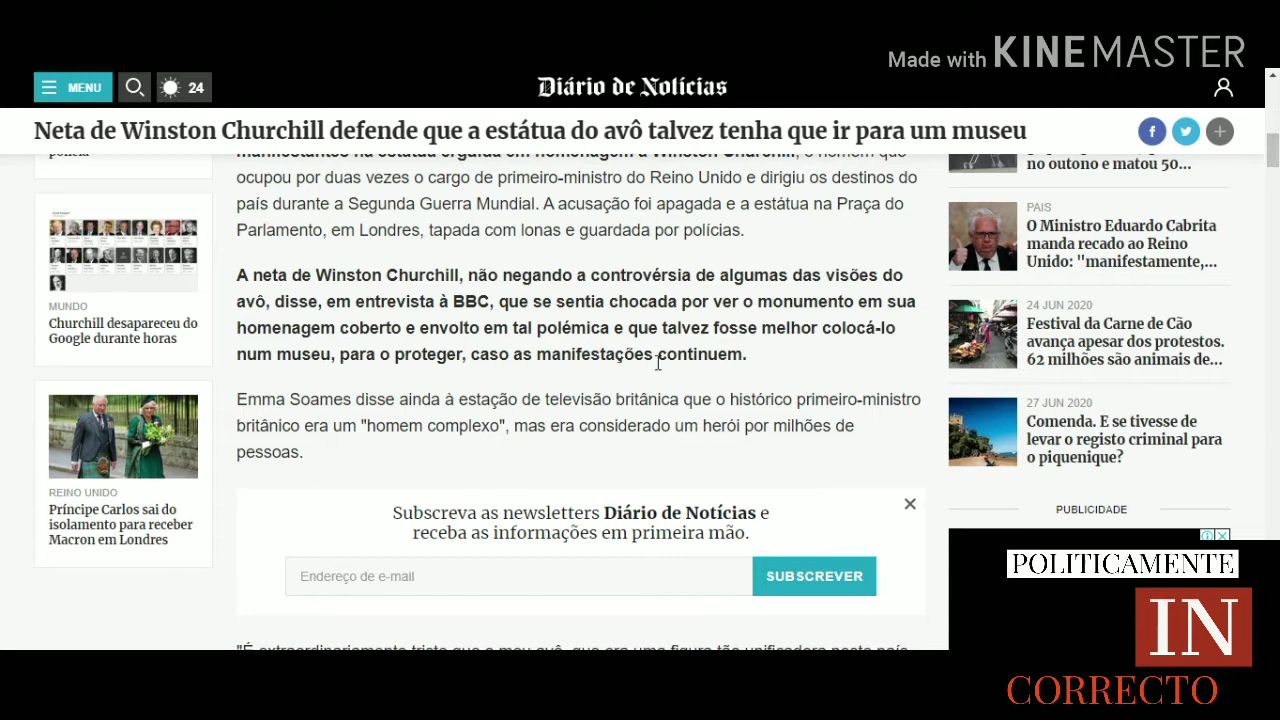 Made with KINEMASTER
MENU
24
Diário de Notícias
Neta de Winston Churchill defende que a estátua do avô talvez tenha que ir para um museu
f
ocupou por duas vezes o cargo de primeiro-ministro do Reino Unido e dirigiu os destinos do
país durante a Segunda Guerra Mundial. A acusação foi apagada e a estátua na Praça do
Parlamento, em Londres, tapada com lonas e guardada por polícias.
A neta de Winston Churchill, não negando a controvérsia de algumas das visões do
avô, disse, em entrevista à BBC, que se sentia chocada por ver o monumento em sua
homenagem coberto e envolto em tal polémica e que talvez fosse melhor colocá-lo
num museu, para o proteger, caso as manifestações continuem.
Emma Soames disse ainda à estação de televisão britânica que o histórico primeiro-ministro
britânico era um "homem complexo", mas era considerado um herói por milhões de
pessoas.
Subscreva as newsletters Diário de Notícias e
receba as informações em primeira mão.
Endereço de e-mail
SUBSCREVER
MUNDO
Churchill desapareceu do
Google durante horas
REINO UNIDO
Príncipe Carlos sai do
isolamento para receber
Macron em Londres
no outono e matou 50...
PAIS
O Ministro Eduardo Cabrita
manda recado ao Reino
Unido: "manifestamente,...
24 JUN 2020
Festival da Carne de Cão
avança apesar dos protestos.
62 milhões são animais de...
27 JUN 2020
Comenda. E se tivesse de
levar o registo criminal para
o piquenique?
PUBLICIDADE
POLITICAMENTE
IN
CORRECTO